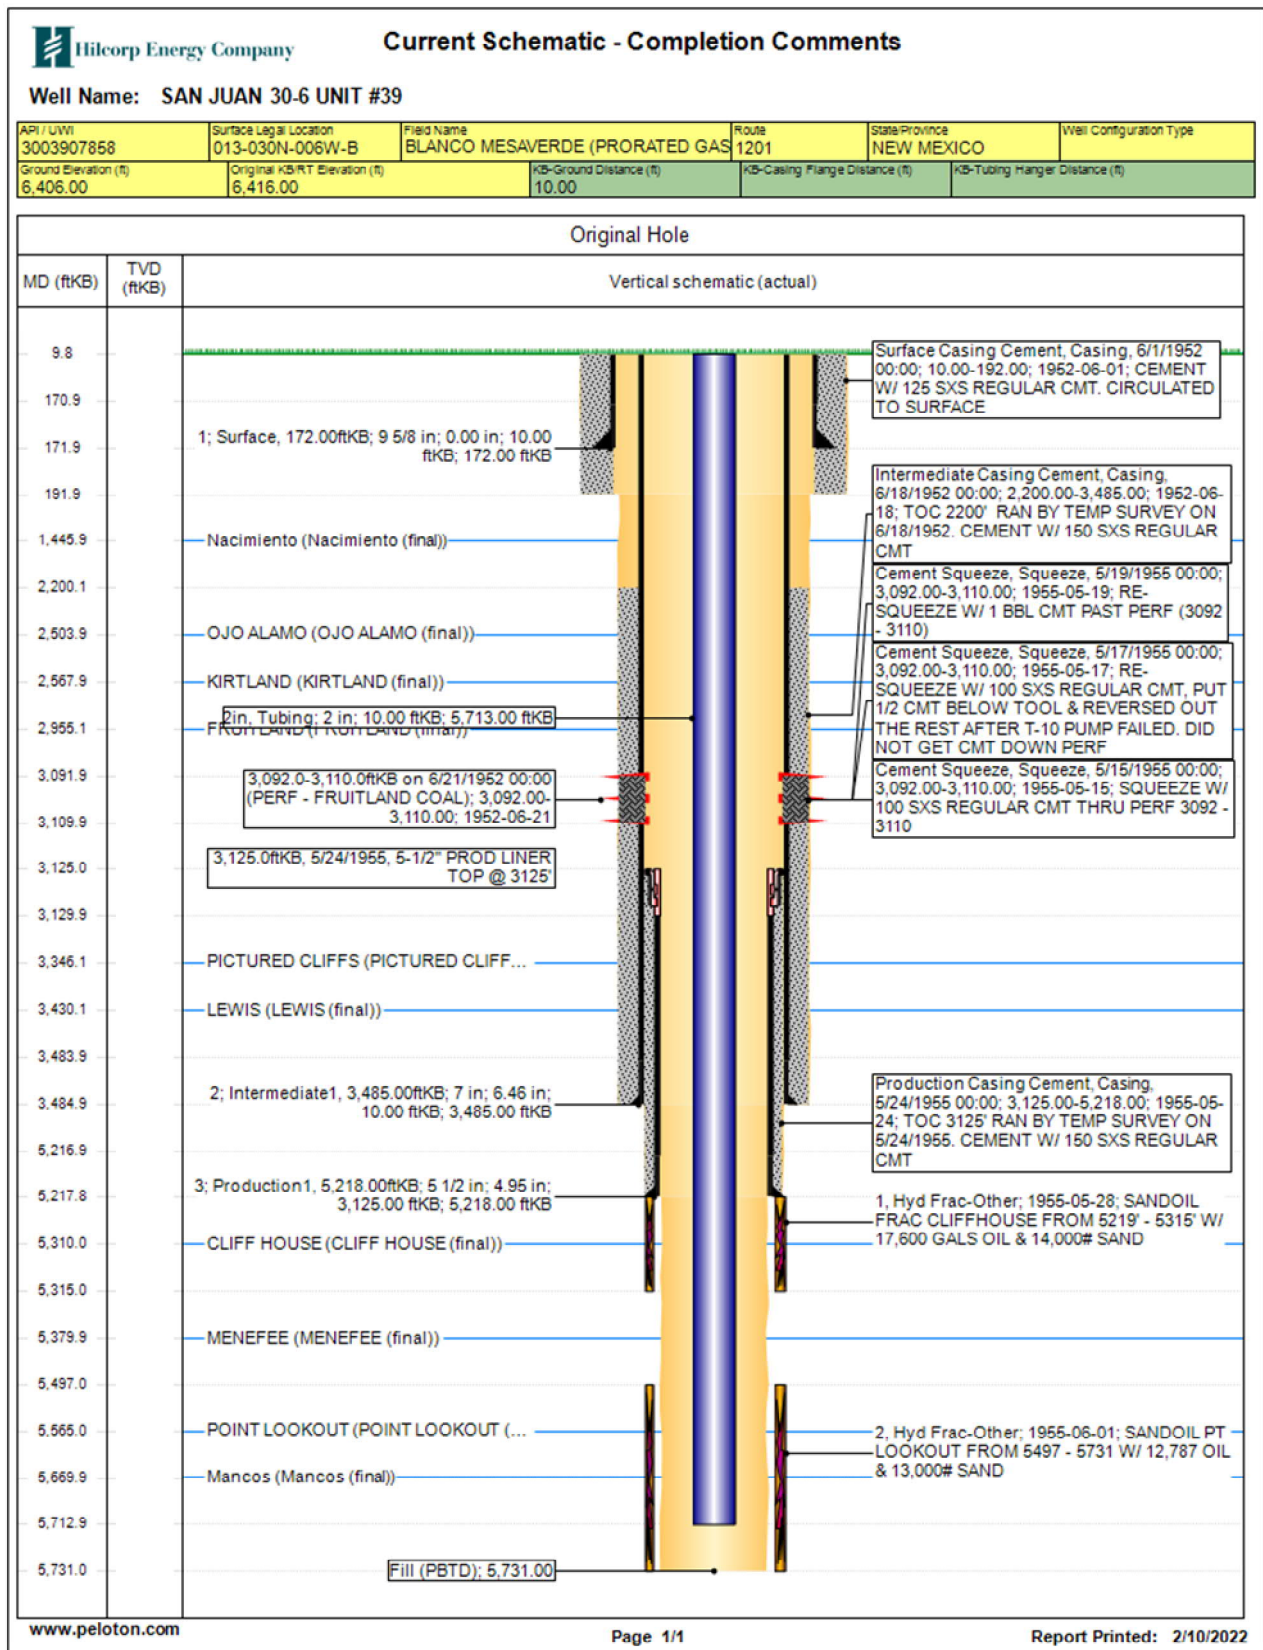 Hilcorp Energy Company
Current Schematic - Completion Comments
Well Name: SAN JUAN 30-6 UNIT #39
API / UWI
3003907858
Surface Legal Location
013-030N-006W-B
Field Name
BLANCO MESAVERDE (PRORATED GAS
Route
1201
State/Province
NEW MEXICO
Well Configuration Type
Ground Elevation (ft)
6,406.00
Original KB/RT Elevation (ft)
6,416.00
KB-Ground Distance (ft)
10.00
KB-Casing Flange Distance (ft)
KB-Tubing Hanger Distance (ft)
Original Hole
MD (ftKB)
TVD
(ftKB)
Vertical schematic (actual)
9.8
170.9
171.9
191.9
1,445.9
2,200.1
2,503.9
2,567.9
2,955.1
3,091.9
3,109.9
3,125.0
3,129.9
3,346.1
3,430.1
3,483.9
3,484.9
5,216.9
5,217.8
5,310.0
5,315.0
5,379.9
5,497.0
5,565.0
5,669.9
5,712.9
5,731.0
1; Surface, 172.00ftKB; 9 5/8 in; 0.00 in; 10.00
ftKB; 172.00 ftKB
Nacimiento (Nacimiento (final))
OJO ALAMO (OJO ALAMO (final))
KIRTLAND (KIRTLAND (final))
2in, Tubing; 2 in; 10.00 ftKB; 5,713.00 ftKB
FRUITLAND (FRUITLAND (final))
3,092.0-3,110.0ftKB on 6/21/1952 00:00
(PERF - FRUITLAND COAL); 3,092.00-
3,110.00; 1952-06-21
3,125.0ftKB, 5/24/1955, 5-1/2" PROD LINER
TOP @ 3125'
PICTURED CLIFFS (PICTURED CLIFF...
LEWIS (LEWIS (final))
2; Intermediate1, 3,485.00ftKB; 7 in; 6.46 in;
10.00 ftKB; 3,485.00 ftKB
3; Production1, 5,218.00ftKB; 5 1/2 in; 4.95 in;
3,125.00 ftKB; 5,218.00 ftKB
CLIFF HOUSE (CLIFF HOUSE (final))
MENEFEE (MENEFEE (final))
POINT LOOKOUT (POINT LOOKOUT (...
Mancos (Mancos (final))
Fill (PBTD); 5,731.00
Surface Casing Cement, Casing, 6/1/1952
00:00; 10.00-192.00; 1952-06-01; CEMENT
W/ 125 SXS REGULAR CMT. CIRCULATED
TO SURFACE
Intermediate Casing Cement, Casing,
6/18/1952 00:00; 2,200.00-3,485.00; 1952-06-
18; TOC 2200' RAN BY TEMP SURVEY ON
6/18/1952. CEMENT W/ 150 SXS REGULAR
CMT
Cement Squeeze, Squeeze, 5/19/1955 00:00;
3,092.00-3,110.00; 1955-05-19; RE-
SQUEEZE W/ 1 BBL CMT PAST PERF (3092
- 3110)
Cement Squeeze, Squeeze, 5/17/1955 00:00;
3,092.00-3,110.00; 1955-05-17; RE-
SQUEEZE W/ 100 SXS REGULAR CMT, PUT
1/2 CMT BELOW TOOL & REVERSED OUT
THE REST AFTER T-10 PUMP FAILED. DID
NOT GET CMT DOWN PERF
Cement Squeeze, Squeeze, 5/15/1955 00:00;
3,092.00-3,110.00; 1955-05-15; SQUEEZE W/
100 SXS REGULAR CMT THRU PERF 3092 -
3110
Production Casing Cement, Casing,
5/24/1955 00:00; 3,125.00-5,218.00; 1955-05-
24; TOC 3125' RAN BY TEMP SURVEY ON
5/24/1955. CEMENT W/ 150 SXS REGULAR
CMT
1, Hyd Frac-Other; 1955-05-28; SANDOIL
FRAC CLIFFHOUSE FROM 5219' - 5315' W/
17,600 GALS OIL & 14,000# SAND
2, Hyd Frac-Other; 1955-06-01; SANDOIL PT
LOOKOUT FROM 5497 - 5731 W/ 12,787 OIL
& 13,000# SAND
www.peloton.com
Page 1/1
Report Printed: 2/10/2022